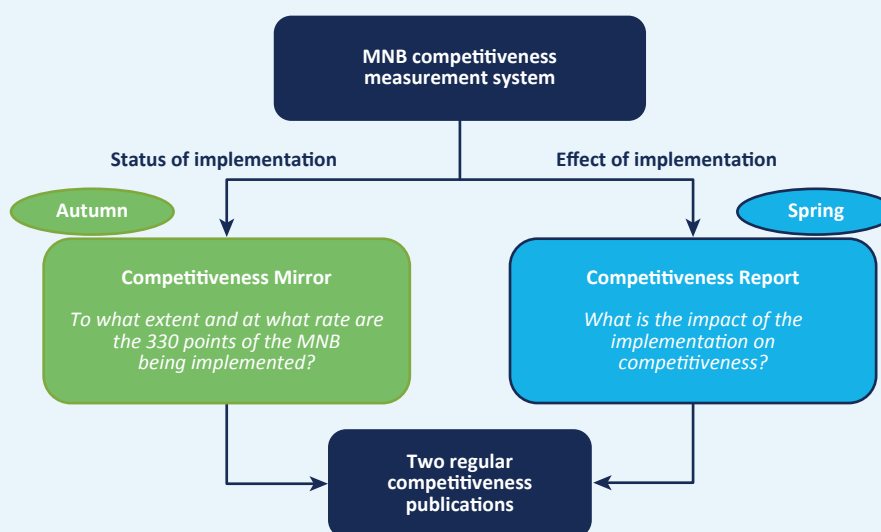 MNB competitiveness
measurement system
Status of implementation
Effect of implementation
Autumn
Spring
Competitiveness Mirror
To what extent and at what rate are
the 330 points of the MNB
being implemented?
Competitiveness Report
What is the impact of the
implementation on
competitiveness?
Two regular
competitiveness
publications